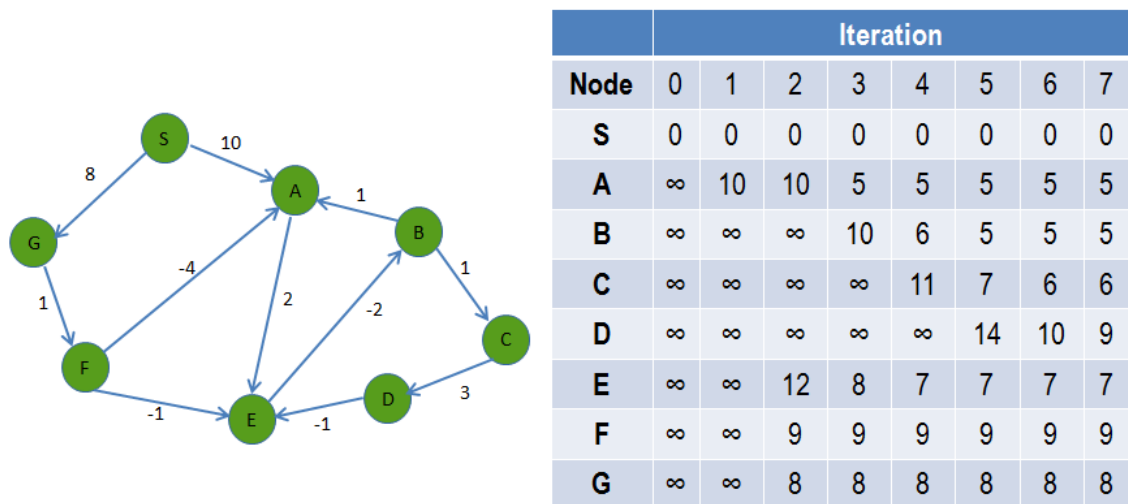 S
10
8
A
1
B
G
-4
1
1
2
-2
C
F
3
D
-1
-1
E
Iteration
Node 0 1 2 3 4 5 6 7
S 0 0 0 0 0 0 0 0
A ∞ 10 10 5 5 5 5 5
B ∞ ∞ ∞ 10 6 5 5 5
C ∞ ∞ ∞ ∞ 11 7 6 6
D ∞ ∞ ∞ ∞ ∞ 14 10 9
E ∞ ∞ 12 8 7 7 7 7
F ∞ ∞ 9 9 9 9 9 9
G ∞ ∞ 8 8 8 8 8 8